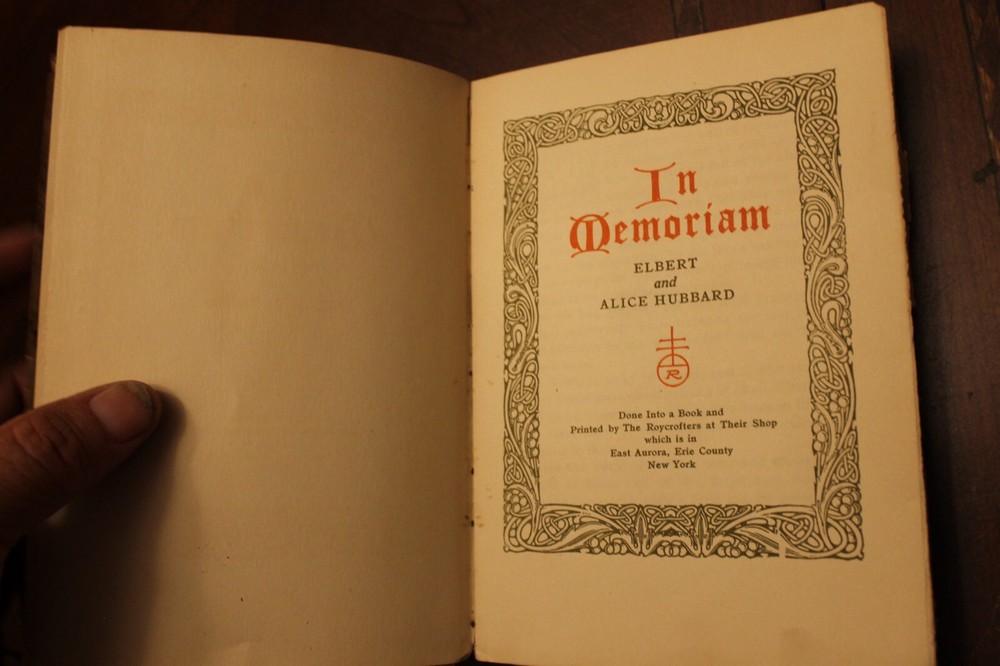 In
Memoriam
ELBERT
and
ALICE HUBBARD
R
Done Into a Book and
Printed by The Roycrofters at Their Shop
which is in
East Aurora, Erie County
New York